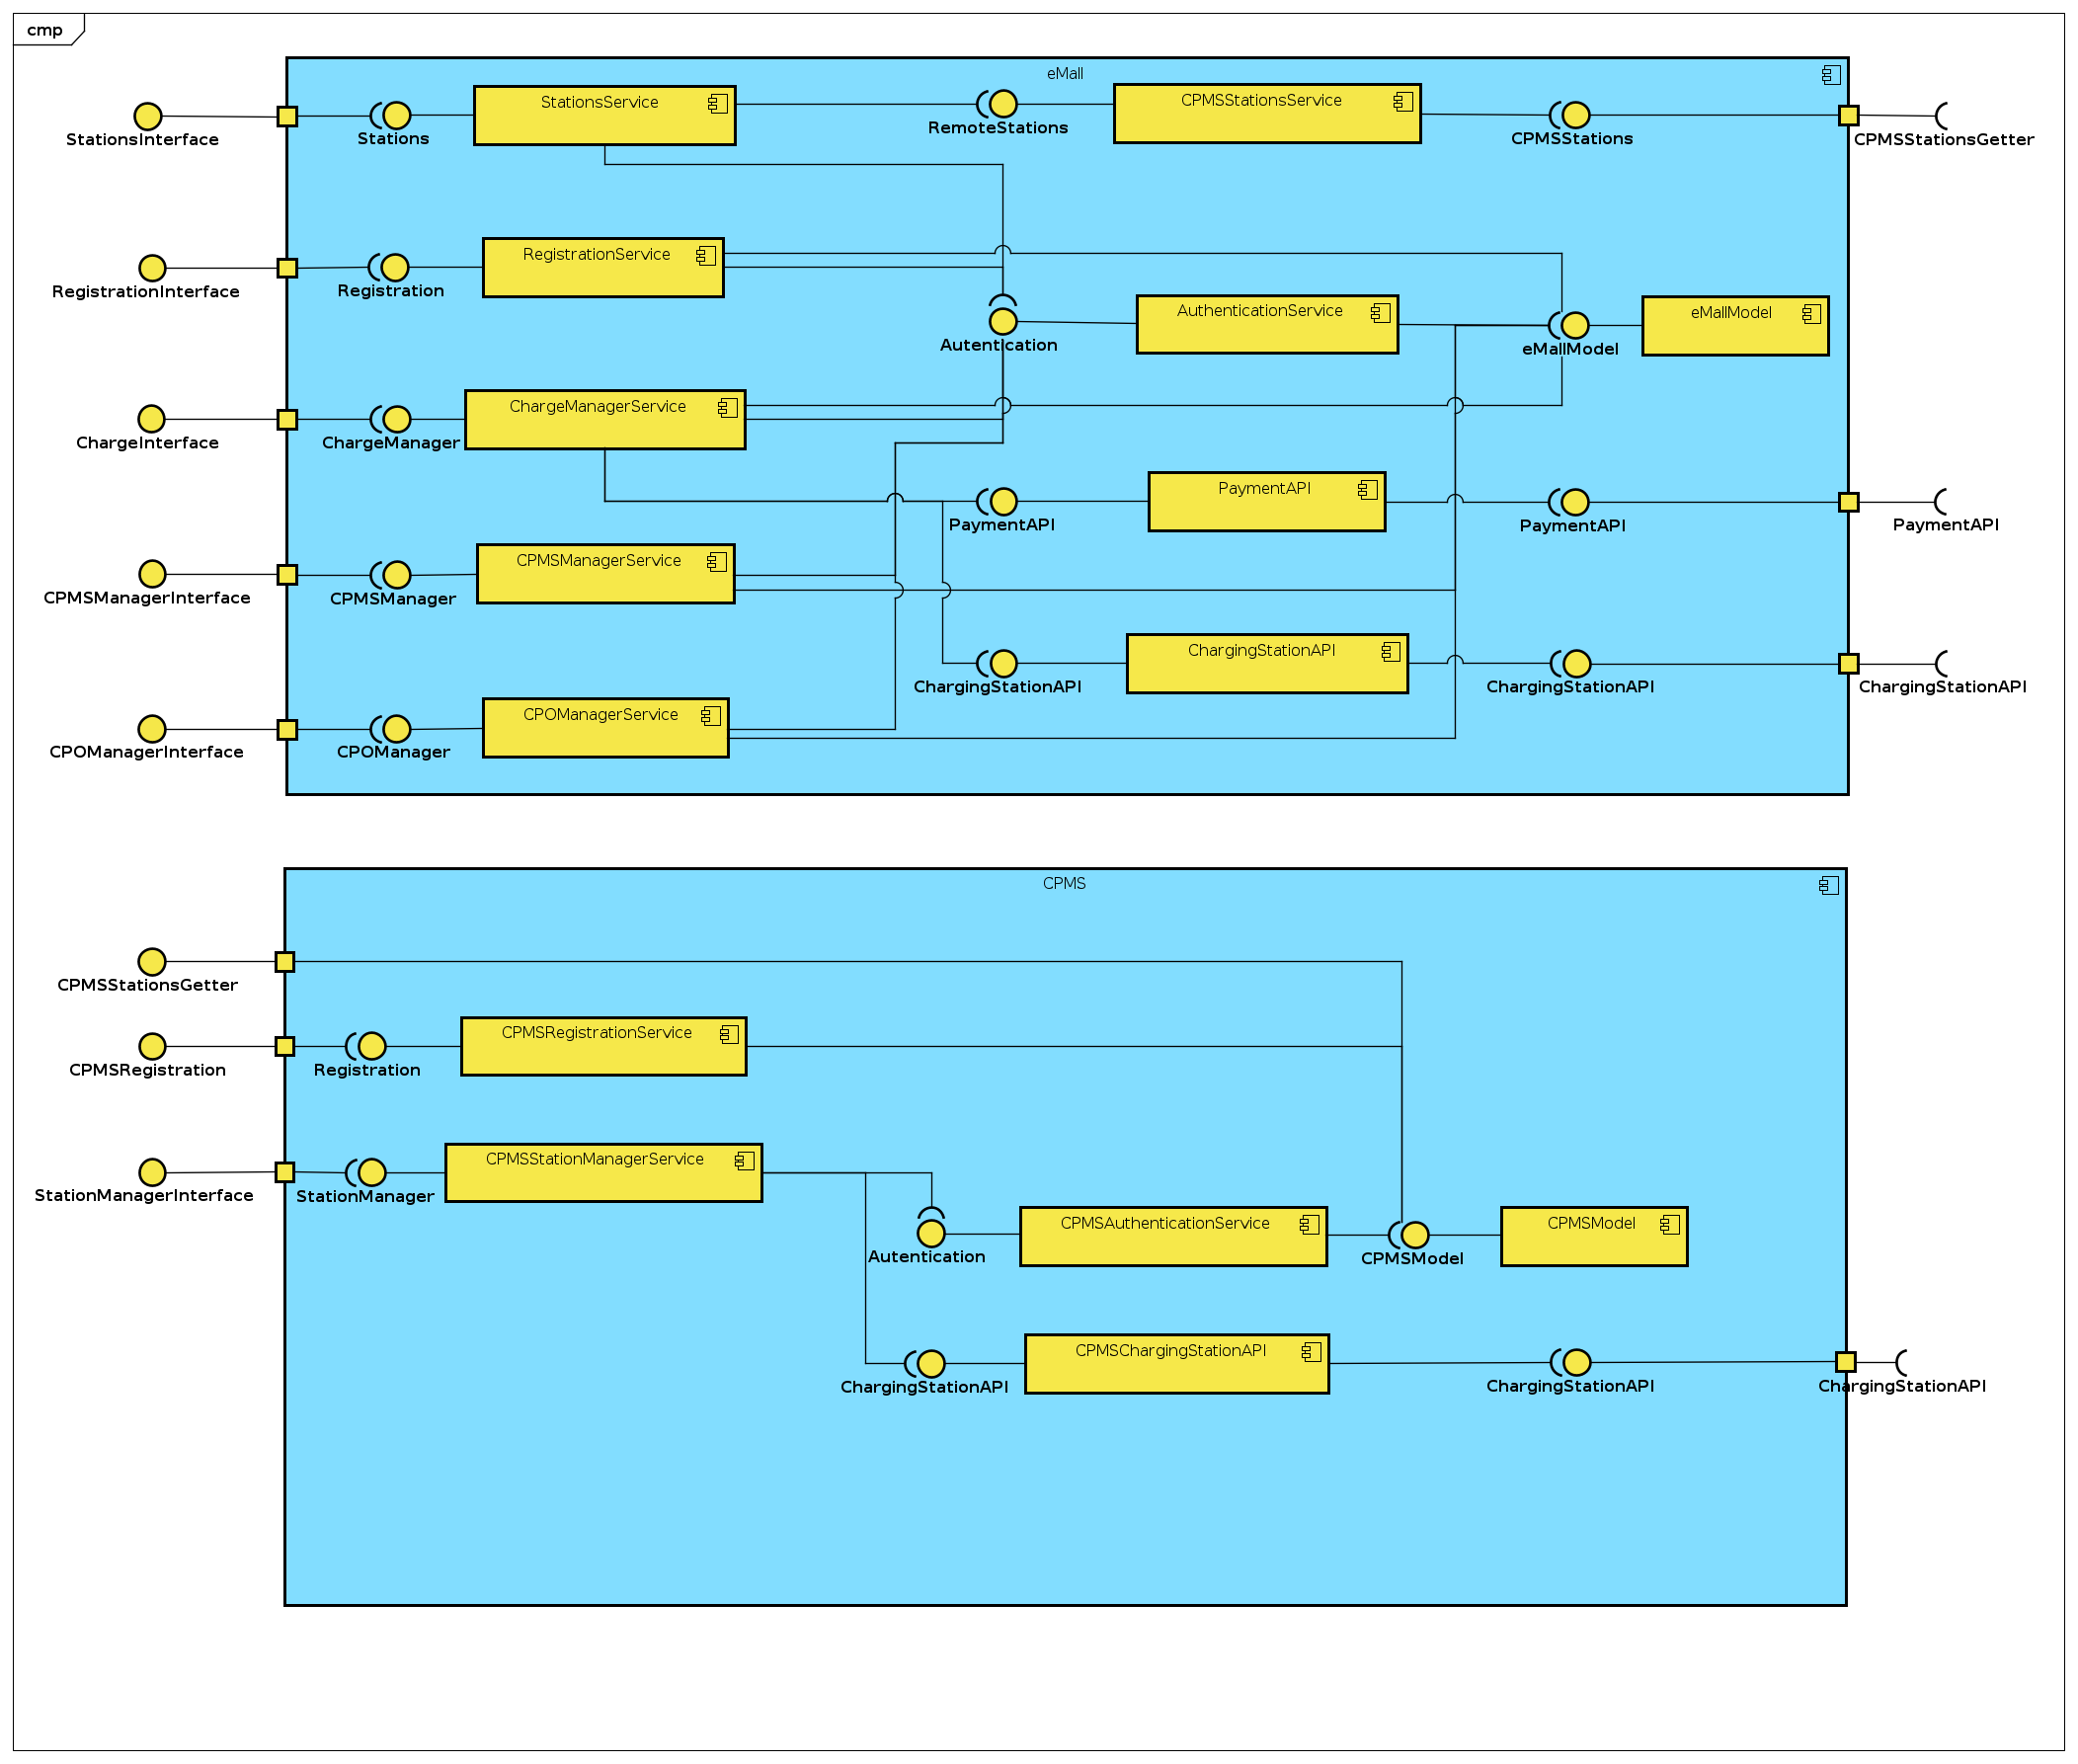 cmp
eMall
StationsService
CPMSStationsService
StationsInterface
Stations
RemoteStations
CPMSStations
CPMSStationsGetter
RegistrationService
RegistrationInterface
Registration
AuthenticationService
eMallModel
Autentication
eMallModel
ChargeManagerService
ChargeInterface
ChargeManager
PaymentAPI
PaymentAPI
PaymentAPI
PaymentAPI
CPMSManagerService
CPMSManagerInterface
CPMSManager
ChargingStationAPI
ChargingStationAPI
ChargingStationAPI
ChargingStationAPI
CPOManagerService
CPOManagerInterface
CPOManager
CPMS
CPMSStationsGetter
CPMSRegistrationService
CPMSRegistration
Registration
CPMSStationManagerService
StationManagerInterface
StationManager
CPMSAuthenticationService
CPMSModel
Autentication
CPMSModel
CPMSChargingStationAPI
ChargingStationAPI
ChargingStationAPI
ChargingStationAPI